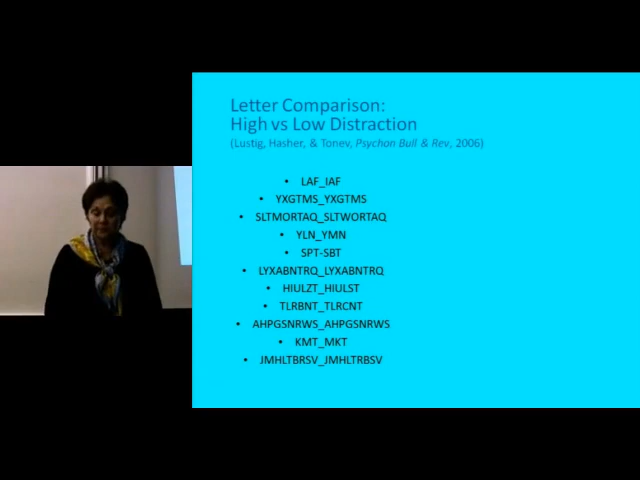 Letter Comparison:
High vs Low Distraction
(Lustig, Hasher, & Tonev, Psychon Bull & Rev, 2006)
• LAF_IAF
• YXGTMS_YXGTMS
• SLTMORTAQ_SLTWORTAQ
• YLN_YMN
• SPT-SBT
• LYXABNTRQ_LYXABNTRQ
• HIULZT_HIULST
• TLRBNT_TLRCNT
• AHPGSNRWS_AHPGSNRWS
• KMT_MKT
• JMHLTBRSV_JMHLTRBSV